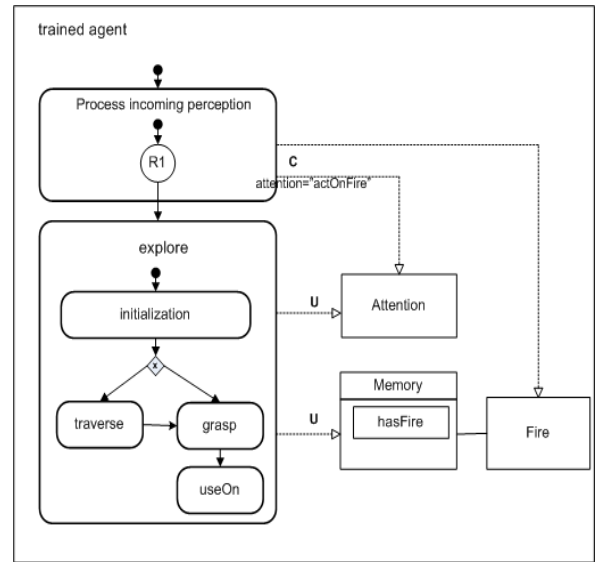 trained agent
Process incoming perception
R1
C
attention="actOnFire"
explore
initialization
U
Attention
x
traverse
grasp
U
Memory
hasFire
Fire
useOn